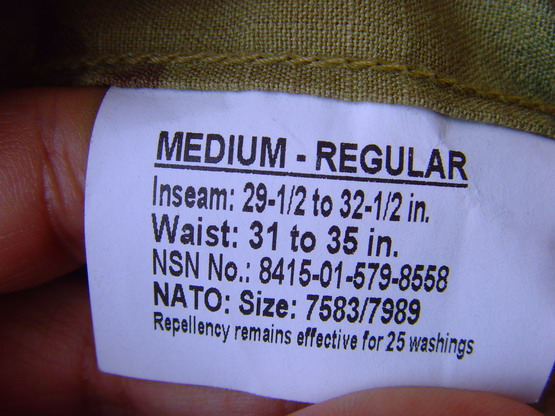 MEDIUM - REGULAR
Inseam: 29-1/2 to 32-1/2 in.
Waist: 31 to 35 in.
NSN No.: 8415-01-579-8558
NATO: Size: 7583/7989
Repellency remains effective for 25 washings